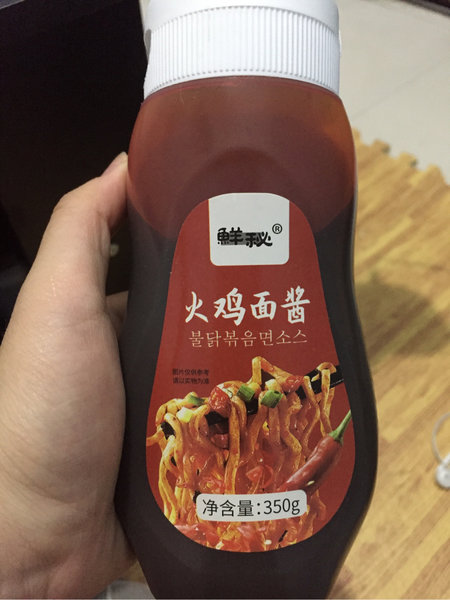 鮮秘®
火鸡面酱
불닭볶음면소스
图片仅供参考
请以实物为准
净含量:350g